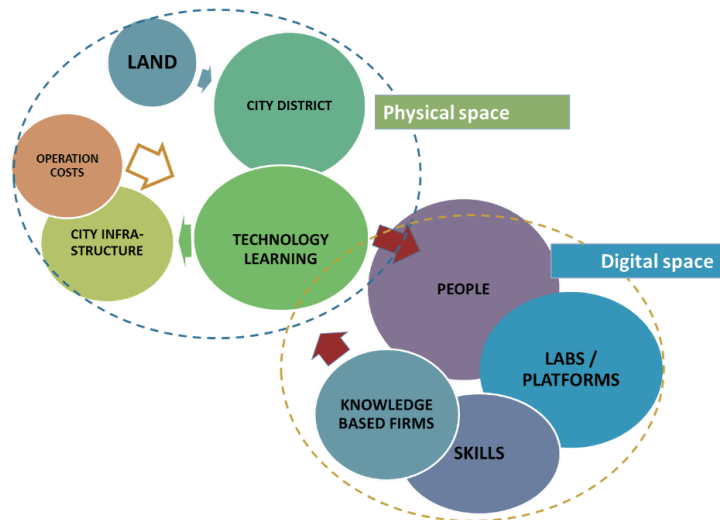 LAND
CITY DISTRICT
Physical space
OPERATION
COSTS
CITY INFRA-
STRUCTURE
TECHNOLOGY
LEARNING
Digital space
PEOPLE
LABS /
PLATFORMS
KNOWLEDGE
BASED FIRMS
SKILLS